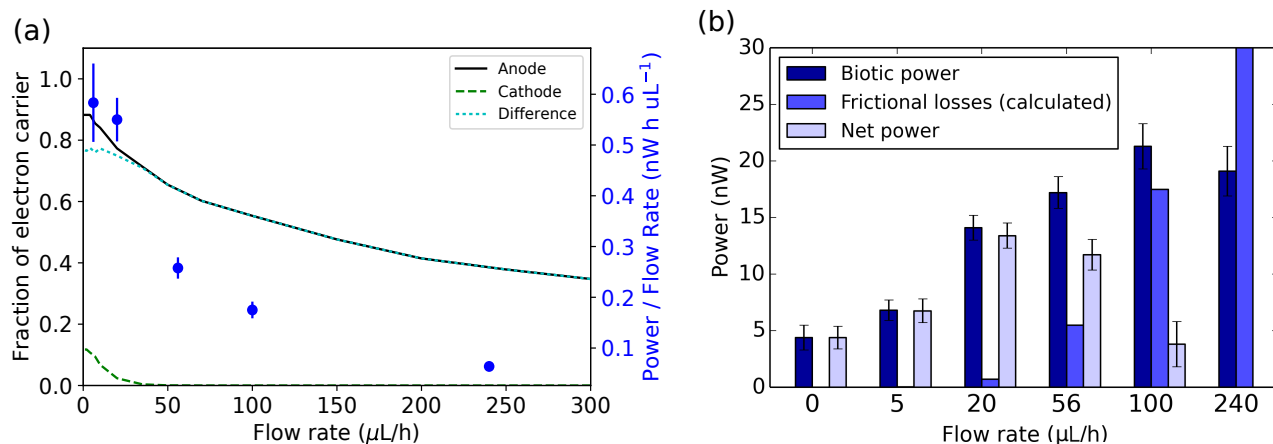 (a)
Fraction of electron carrier
1.0
0.8
0.6
0.4
0.2
0.0
Anode
Cathode
Difference
0.6
0.5
0.4
0.3
0.2
0.1
Power / Flow Rate (nW h uL⁻¹)
0 50 100 150 200 250 300
Flow rate (μL/h)
(b)
Power (nW)
30
25
20
15
10
5
0
Biotic power
Frictional losses (calculated)
Net power
0 5 20 56 100 240
Flow rate (μL/h)